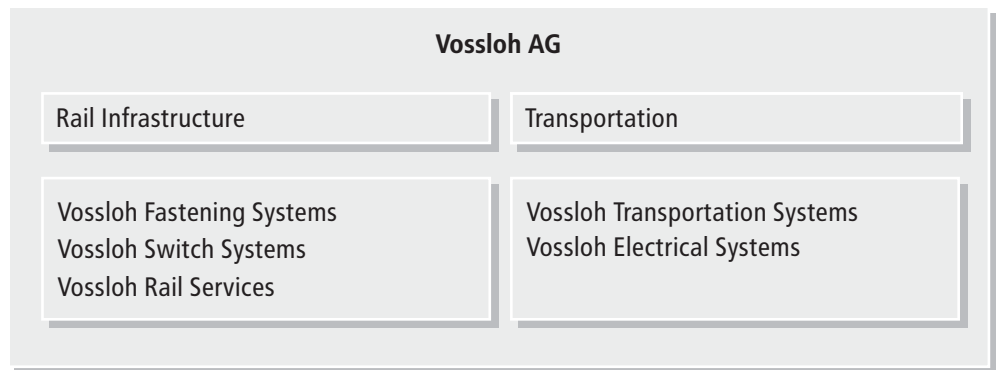 Vossloh AG
Rail Infrastructure
Transportation
Vossloh Fastening Systems
Vossloh Switch Systems
Vossloh Rail Services
Vossloh Transportation Systems
Vossloh Electrical Systems